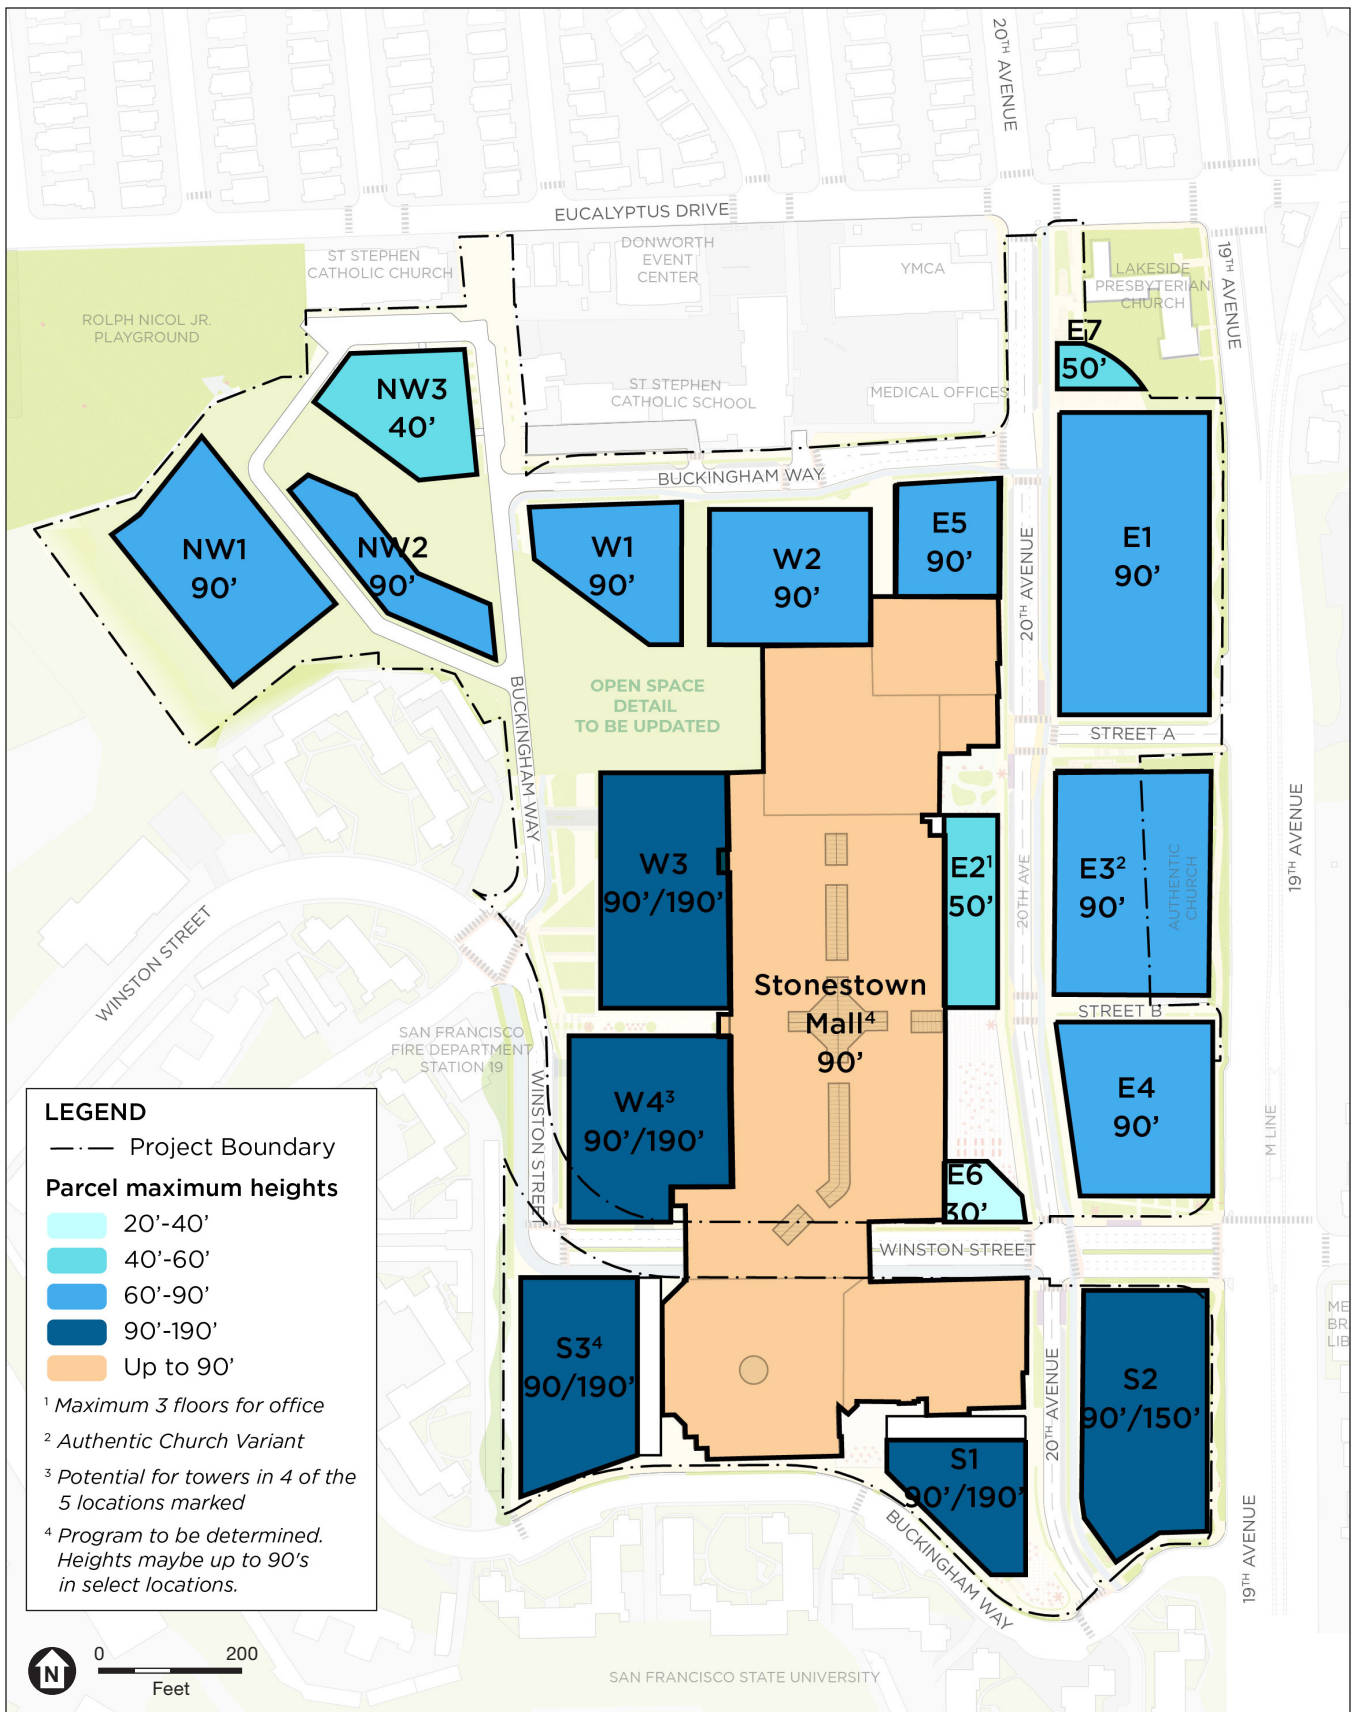 20TH AVENUE
EUCALYPTUS DRIVE
ST STEPHEN
CATHOLIC CHURCH
DONWORTH
EVENT
CENTER
YMCA
LAKESIDE
PRESBYTERIAN
CHURCH
19TH AVENUE
ROLPH NICOL JR.
PLAYGROUND
E7
50’
NW3
40’
ST STEPHEN
CATHOLIC SCHOOL
MEDICAL OFFICES
BUCKINGHAM WAY
NW1
90’
NW2
90’
W1
90’
W2
90’
E5
90’
20TH AVENUE
E1
90’
OPEN SPACE
DETAIL
TO BE UPDATED
BUCKINGHAM WAY
STREET A
W3
90’/190’
E2¹
50’
20TH AVE
E3²
90’
AUTHENTIC
CHURCH
19TH AVENUE
WINSTON STREET
Stonestown
Mall⁴
90’
STREET B
SAN FRANCISCO
FIRE DEPARTMENT
STATION 19
WINSTON STREET
W4³
90’/190’
E4
90’
M LINE
E6
30’
WINSTON STREET
LEGEND
Project Boundary
Parcel maximum heights
20’-40’
40’-60’
60’-90’
90’-190’
Up to 90’
¹ Maximum 3 floors for office
² Authentic Church Variant
³ Potential for towers in 4 of the
5 locations marked
⁴ Program to be determined.
Heights maybe up to 90's
in select locations.
S3⁴
90/190’
20TH AVENUE
S2
90’/150’
S1
90’/190’
ME
BR
LIB
BUCKINGHAM WAY
19TH AVENUE
N
0 200
Feet
SAN FRANCISCO STATE UNIVERSITY